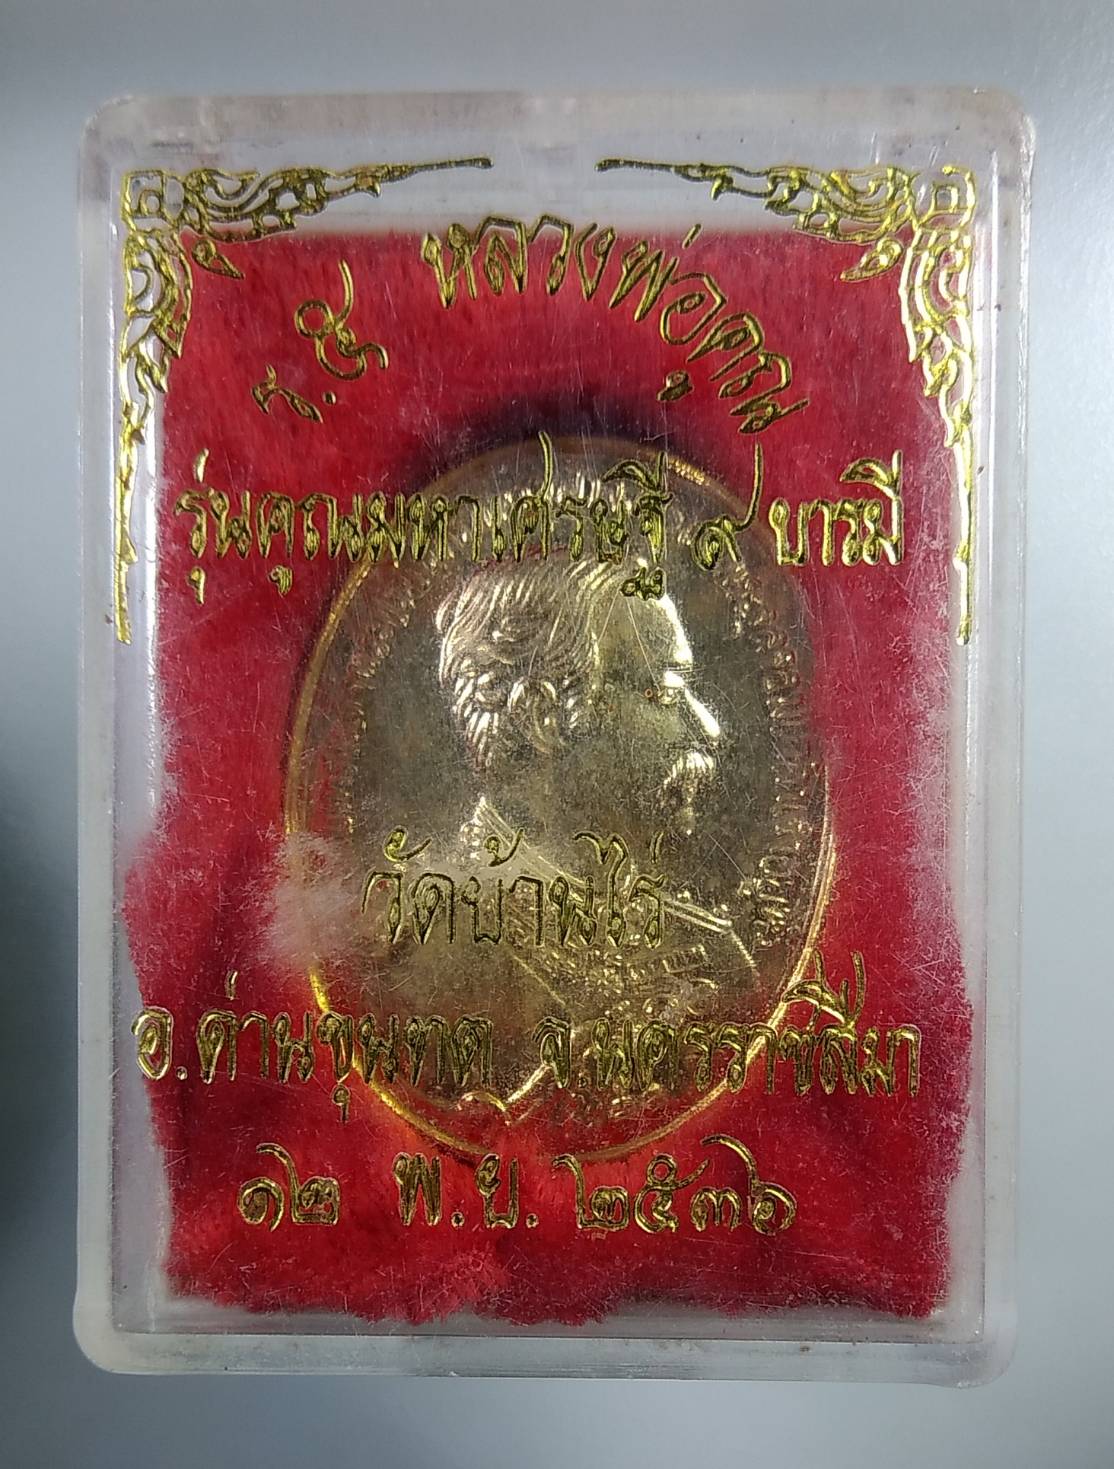 ร.๕ หลวงพ่อคูณ
รุ่นคูณมหาเศรษฐี ๙ บารมี
วัดบ้านไร่
อ.ด่านขุนทด จ.นครราชสีมา
๑๒ พ.ย. ๒๕๓๖